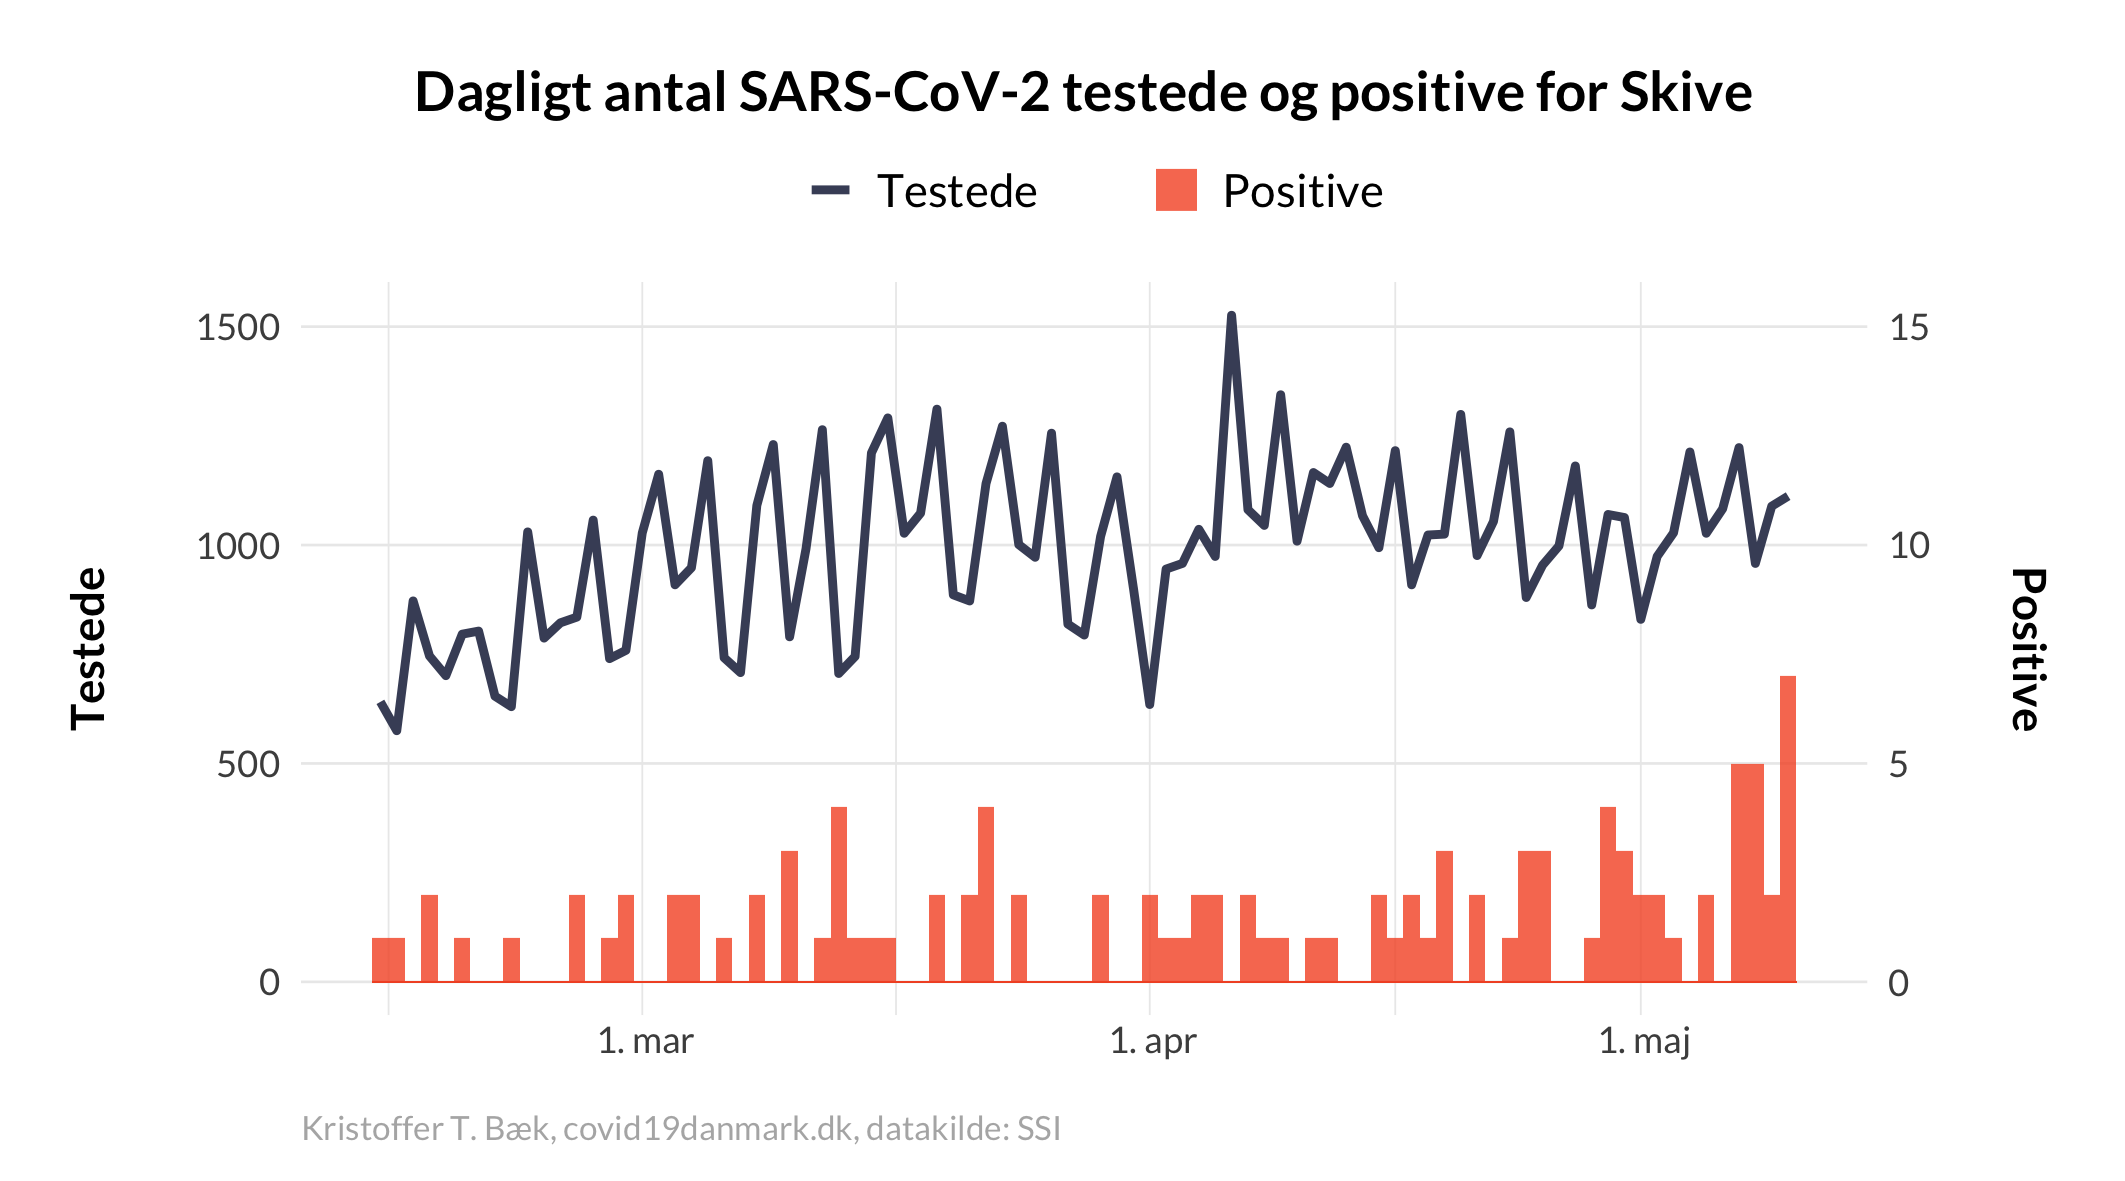 Dagligt antal SARS-CoV-2 testede og positive for Skive
Testede Positive
1500 15
1000 10
500 5
0 0
Testede
Positive
1. mar 1. apr 1. maj
Kristoffer T. Bæk, covid19danmark.dk, datakilde: SSI